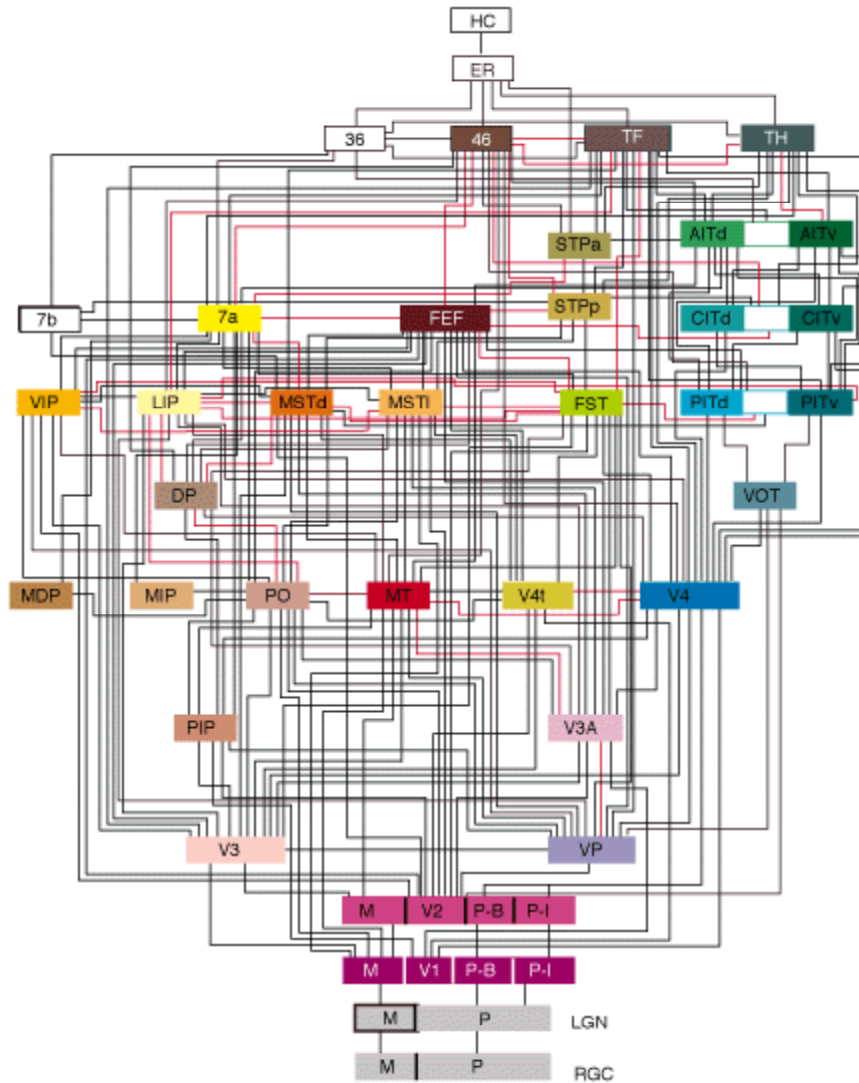 HC
ER
36 46 TF TH
STPa AITd AITv
7b 7a FEF STPp CITd CITv
VIP LIP MSTd MSTl FST PITd PITv
DP VOT
MDP MIP PO MT V4t V4
PIP V3A
V3 VP
M V2 P-B P-I
M V1 P-B P-I
M P LGN
M P RGC